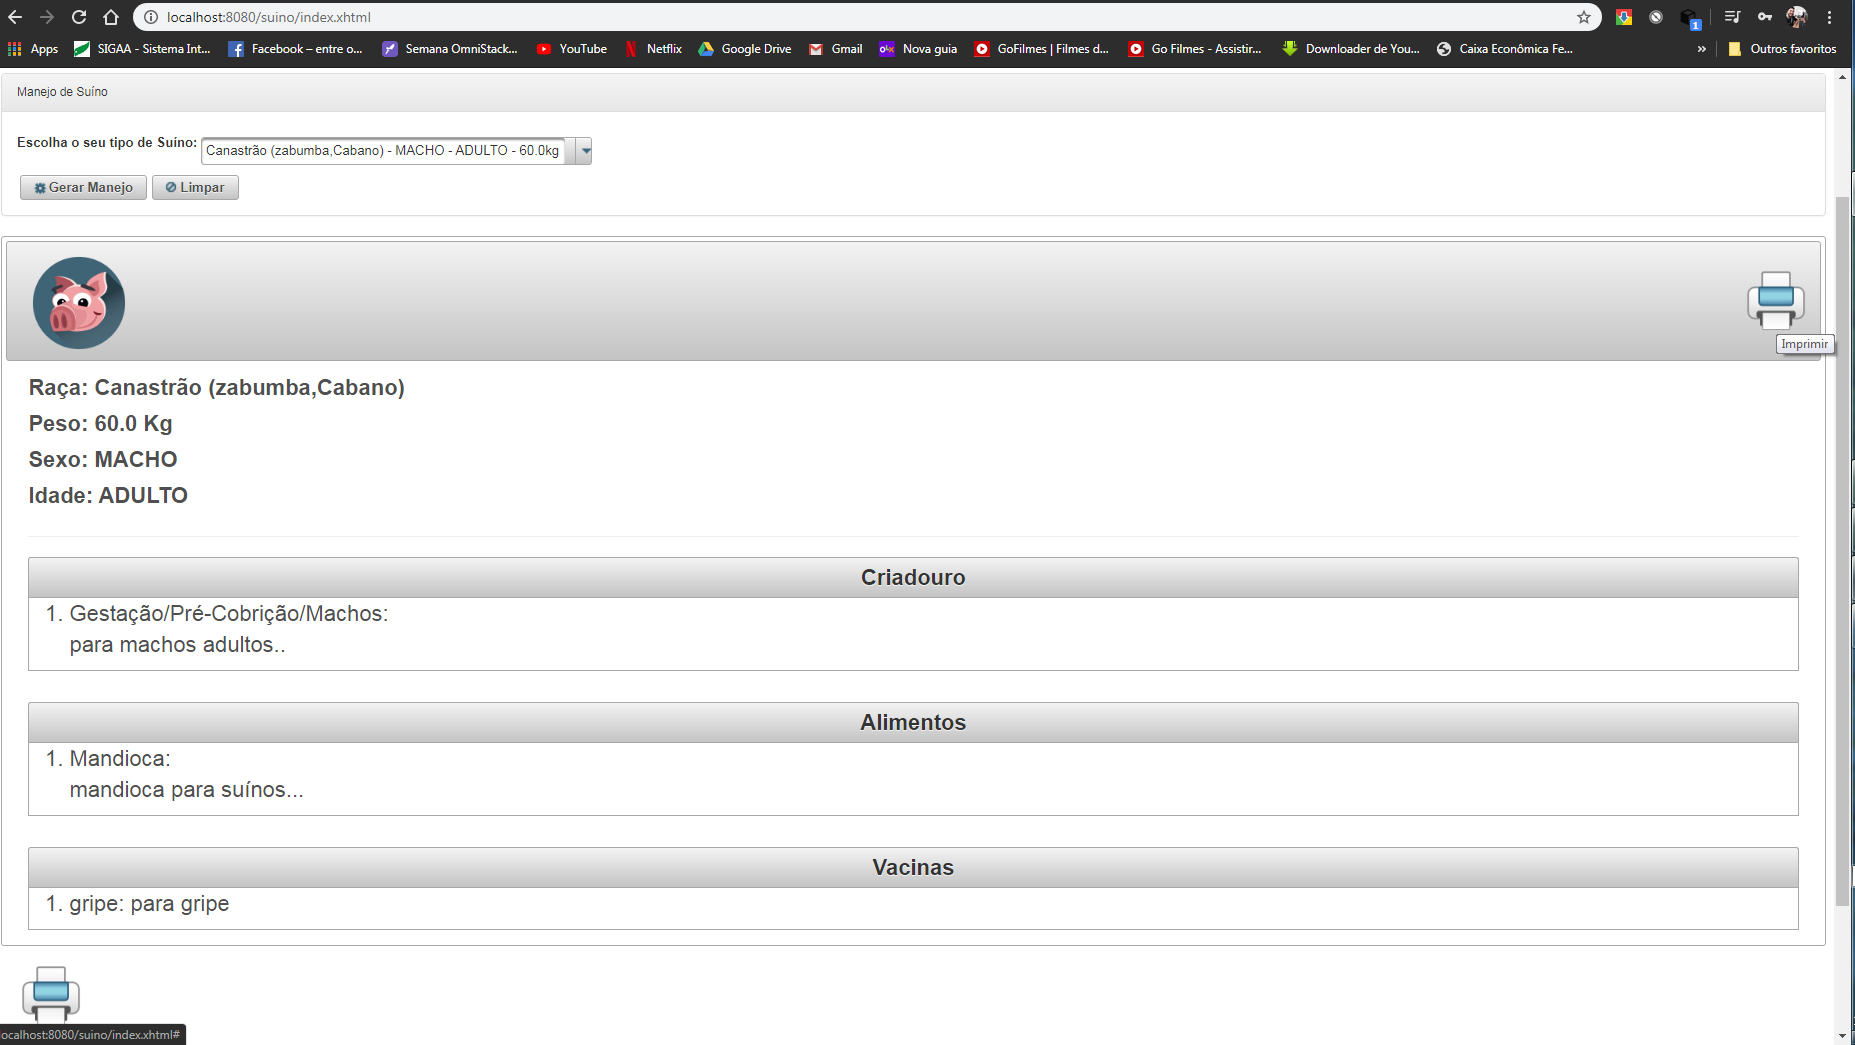 localhost:8080/suino/index.xhtml
Apps SIGAA - Sistema Int... Facebook – entre o... Semana OmniStack... YouTube Netflix Google Drive Gmail Nova guia GoFilmes | Filmes d... Go Filmes - Assistir... Downloader de You... Caixa Econômica Fe... » Outros favoritos
Manejo de Suíno
Escolha o seu tipo de Suíno: Canastrão (zabumba,Cabano) - MACHO - ADULTO - 60.0kg
Gerar Manejo Limpar
Imprimir
Raça: Canastrão (zabumba,Cabano)
Peso: 60.0 Kg
Sexo: MACHO
Idade: ADULTO
Criadouro
1. Gestação/Pré-Cobrição/Machos:
para machos adultos..
Alimentos
1. Mandioca:
mandioca para suínos...
Vacinas
1. gripe: para gripe
localhost:8080/suino/index.xhtml#